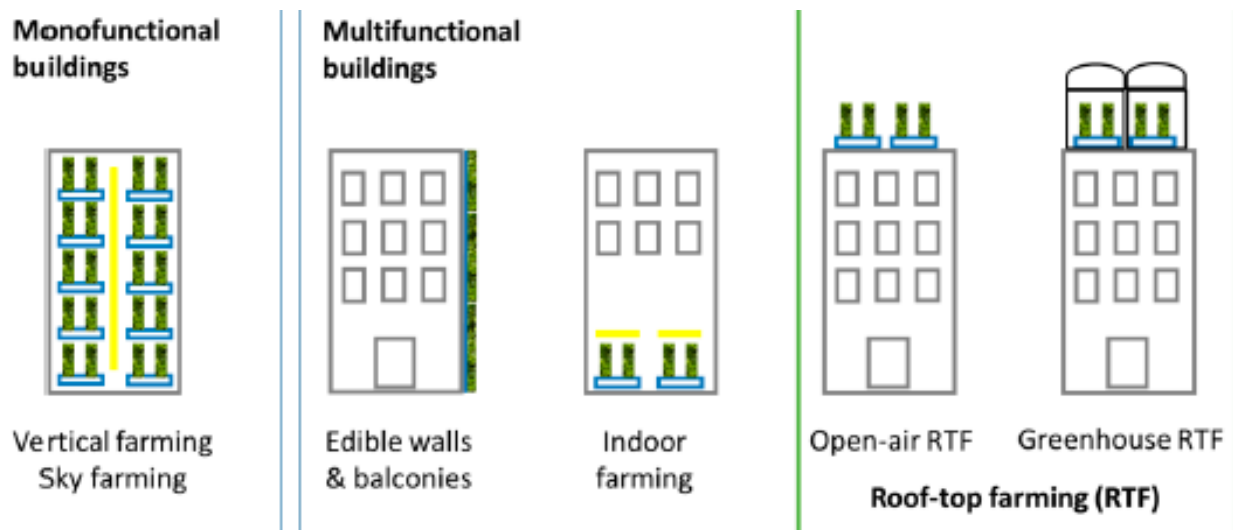 Monofunctional
buildings
Multifunctional
buildings
Vertical farming
Sky farming
Edible walls
& balconies
Indoor
farming
Open-air RTF
Greenhouse RTF
Roof-top farming (RTF)